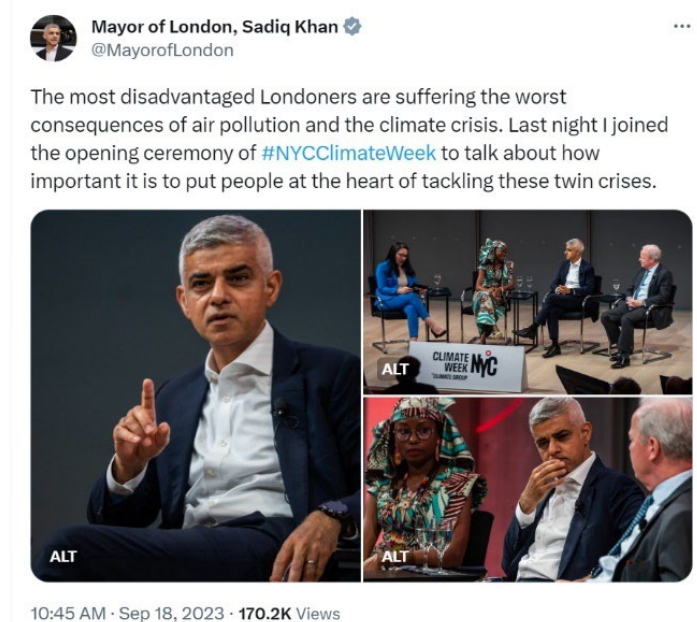 Mayor of London, Sadiq Khan
@MayorofLondon
The most disadvantaged Londoners are suffering the worst
consequences of air pollution and the climate crisis. Last night I joined
the opening ceremony of #NYCClimateWeek to talk about how
important it is to put people at the heart of tackling these twin crises.
ALT
CLIMATE
WEEK NYC
°CLIMATE GROUP
ALT
ALT
10:45 AM · Sep 18, 2023 · 170.2K Views